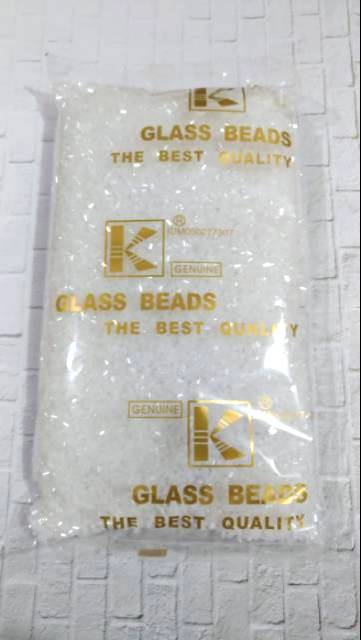 K
GLASS BEADS
THE BEST QUALITY
K ®
GENUINE
GLASS BEADS
THE BEST QUALITY
GENUINE K
GLASS BEADS
THE BEST QUALITY